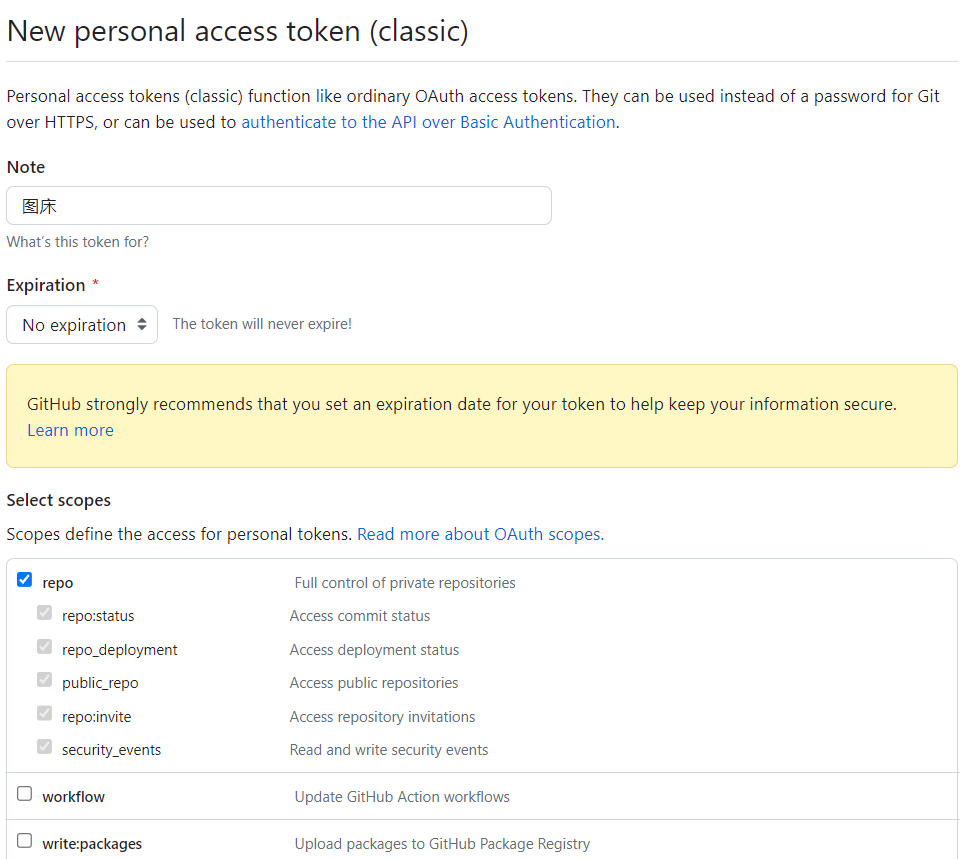 New personal access token (classic)
Personal access tokens (classic) function like ordinary OAuth access tokens. They can be used instead of a password for Git
over HTTPS, or can be used to authenticate to the API over Basic Authentication.
Note
图床
What's this token for?
Expiration *
No expiration The token will never expire!
GitHub strongly recommends that you set an expiration date for your token to help keep your information secure.
Learn more
Select scopes
Scopes define the access for personal tokens. Read more about OAuth scopes.
repo Full control of private repositories
repo:status Access commit status
repo_deployment Access deployment status
public_repo Access public repositories
repo:invite Access repository invitations
security_events Read and write security events
workflow Update GitHub Action workflows
write:packages Upload packages to GitHub Package Registry